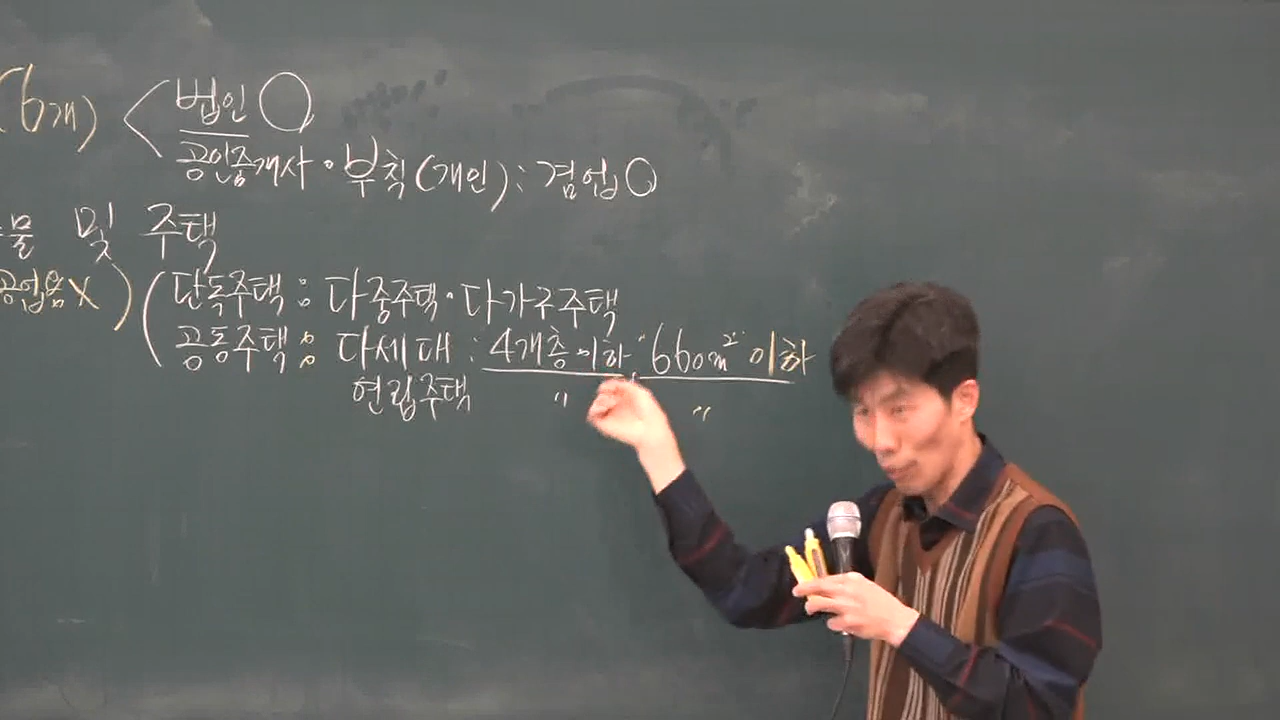 (6개) < 법인 ○
공인중개사·부칙(개인): 겸업○
물 및 주택
공업용X) (단독주택: 다중주택·다가구주택
공동주택: 다세대: 4개층 이하, 660m² 이하
연립주택 〃 〃